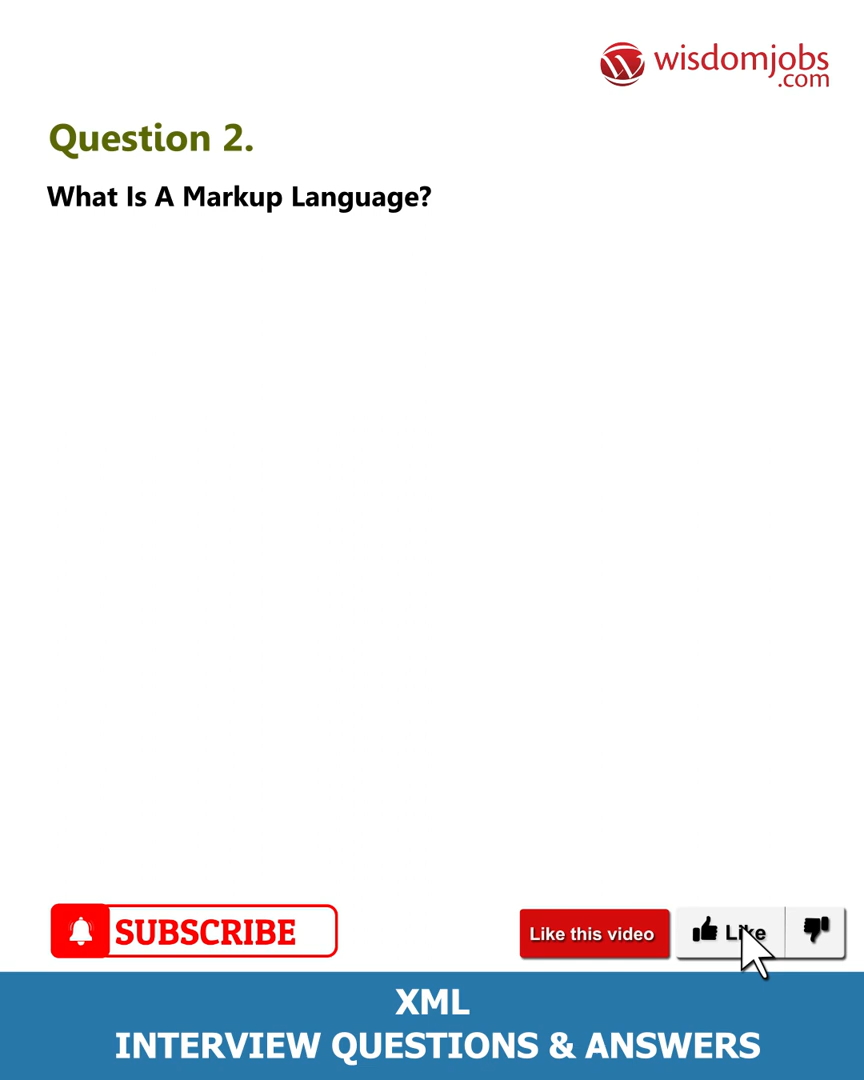 wisdomjobs
.com
Question 2.
What Is A Markup Language?
SUBSCRIBE
Like this video
Like
XML
INTERVIEW QUESTIONS & ANSWERS